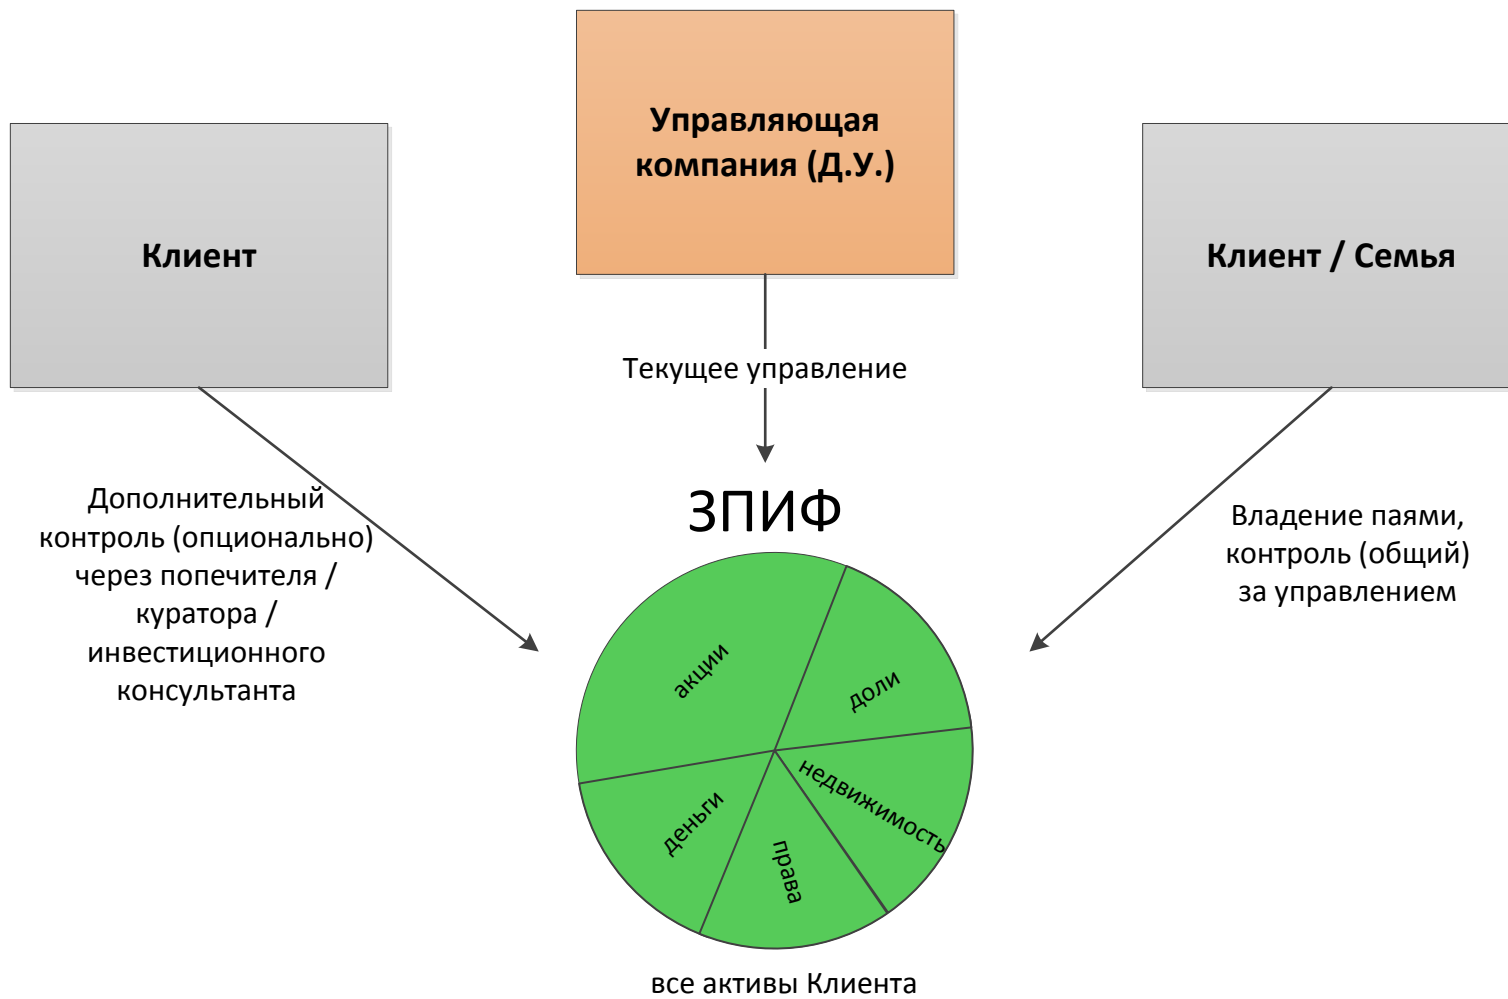 Управляющая
компания (Д.У.)
Клиент
Клиент / Семья
Текущее управление
Дополнительный
контроль (опционально)
через попечителя /
куратора /
инвестиционного
консультанта
ЗПИФ
Владение паями,
контроль (общий)
за управлением
акции
доли
недвижимость
деньги
права
все активы Клиента